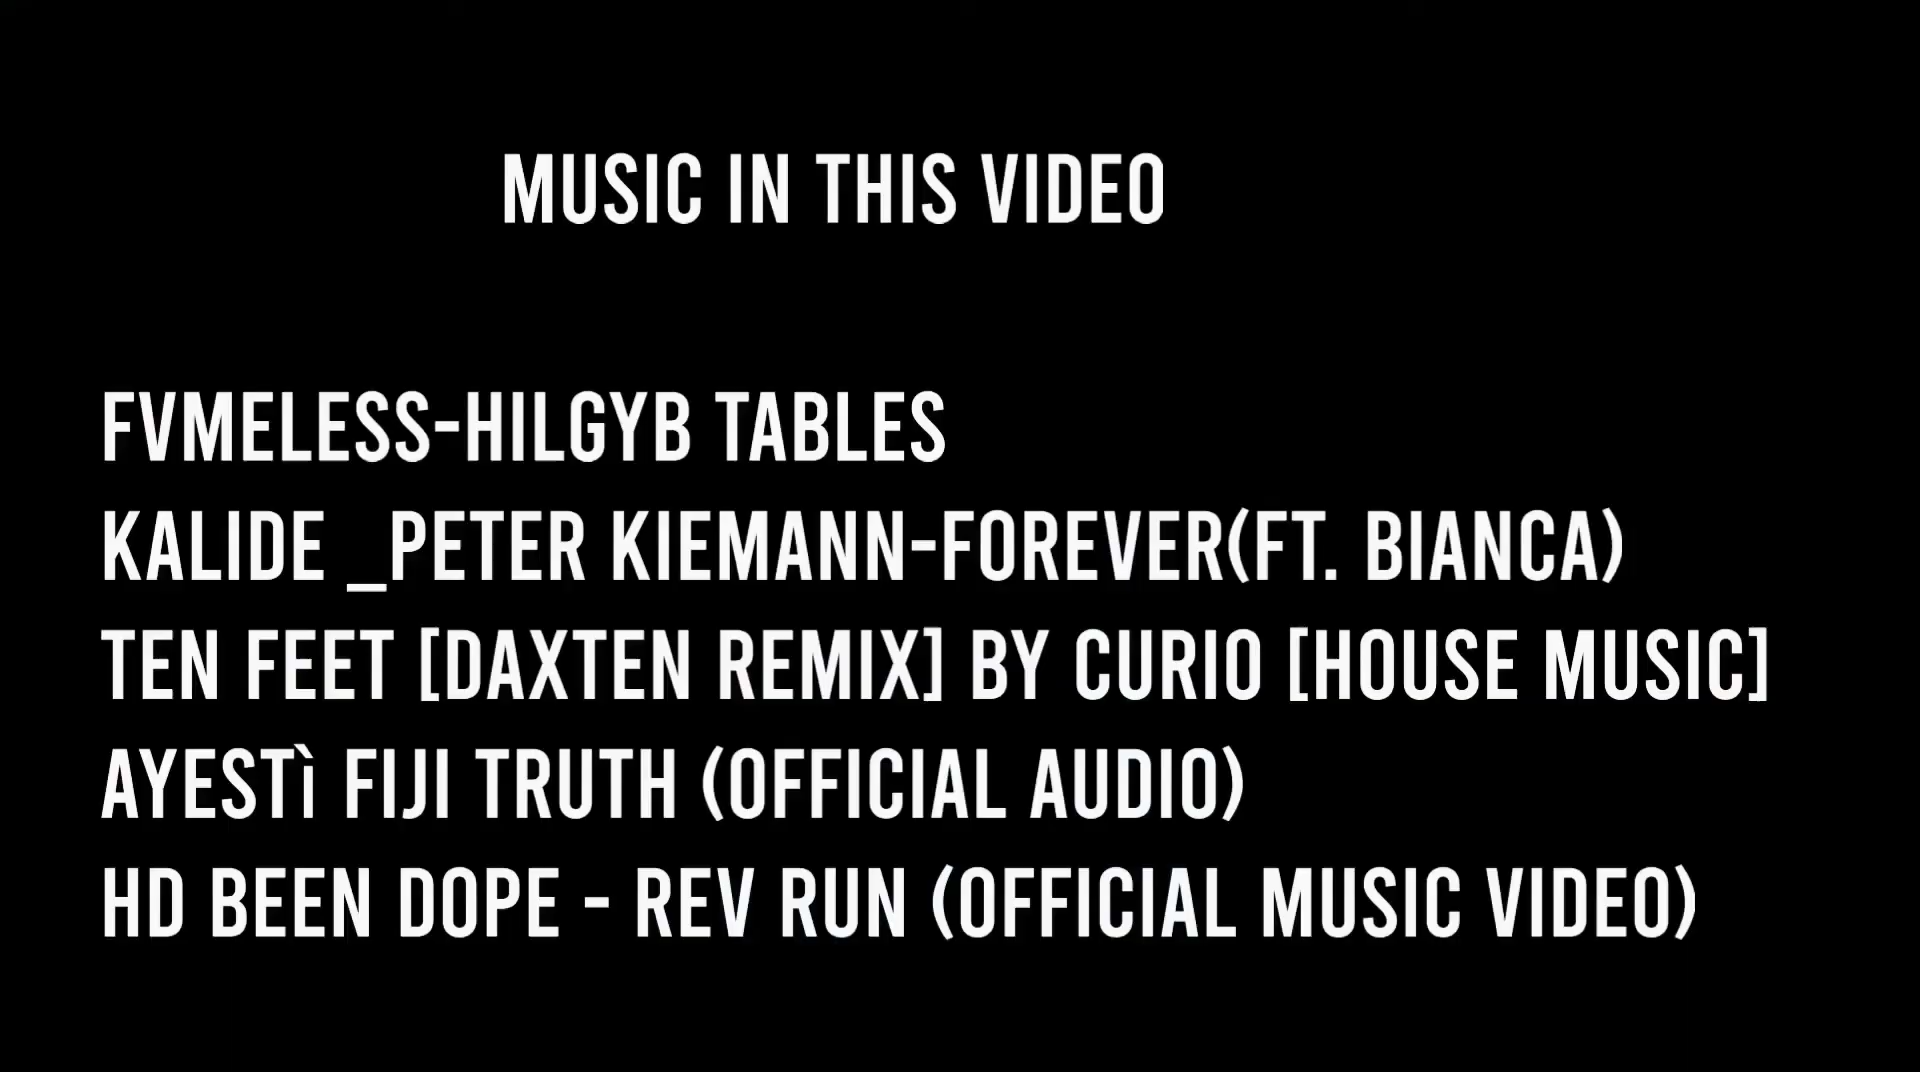 MUSIC IN THIS VIDEO
FVMELESS-HILGYB TABLES
KALIDE _PETER KIEMANN-FOREVER(FT. BIANCA)
TEN FEET [DAXTEN REMIX] BY CURIO [HOUSE MUSIC]
AYESTì FIJI TRUTH (OFFICIAL AUDIO)
HD BEEN DOPE - REV RUN (OFFICIAL MUSIC VIDEO)